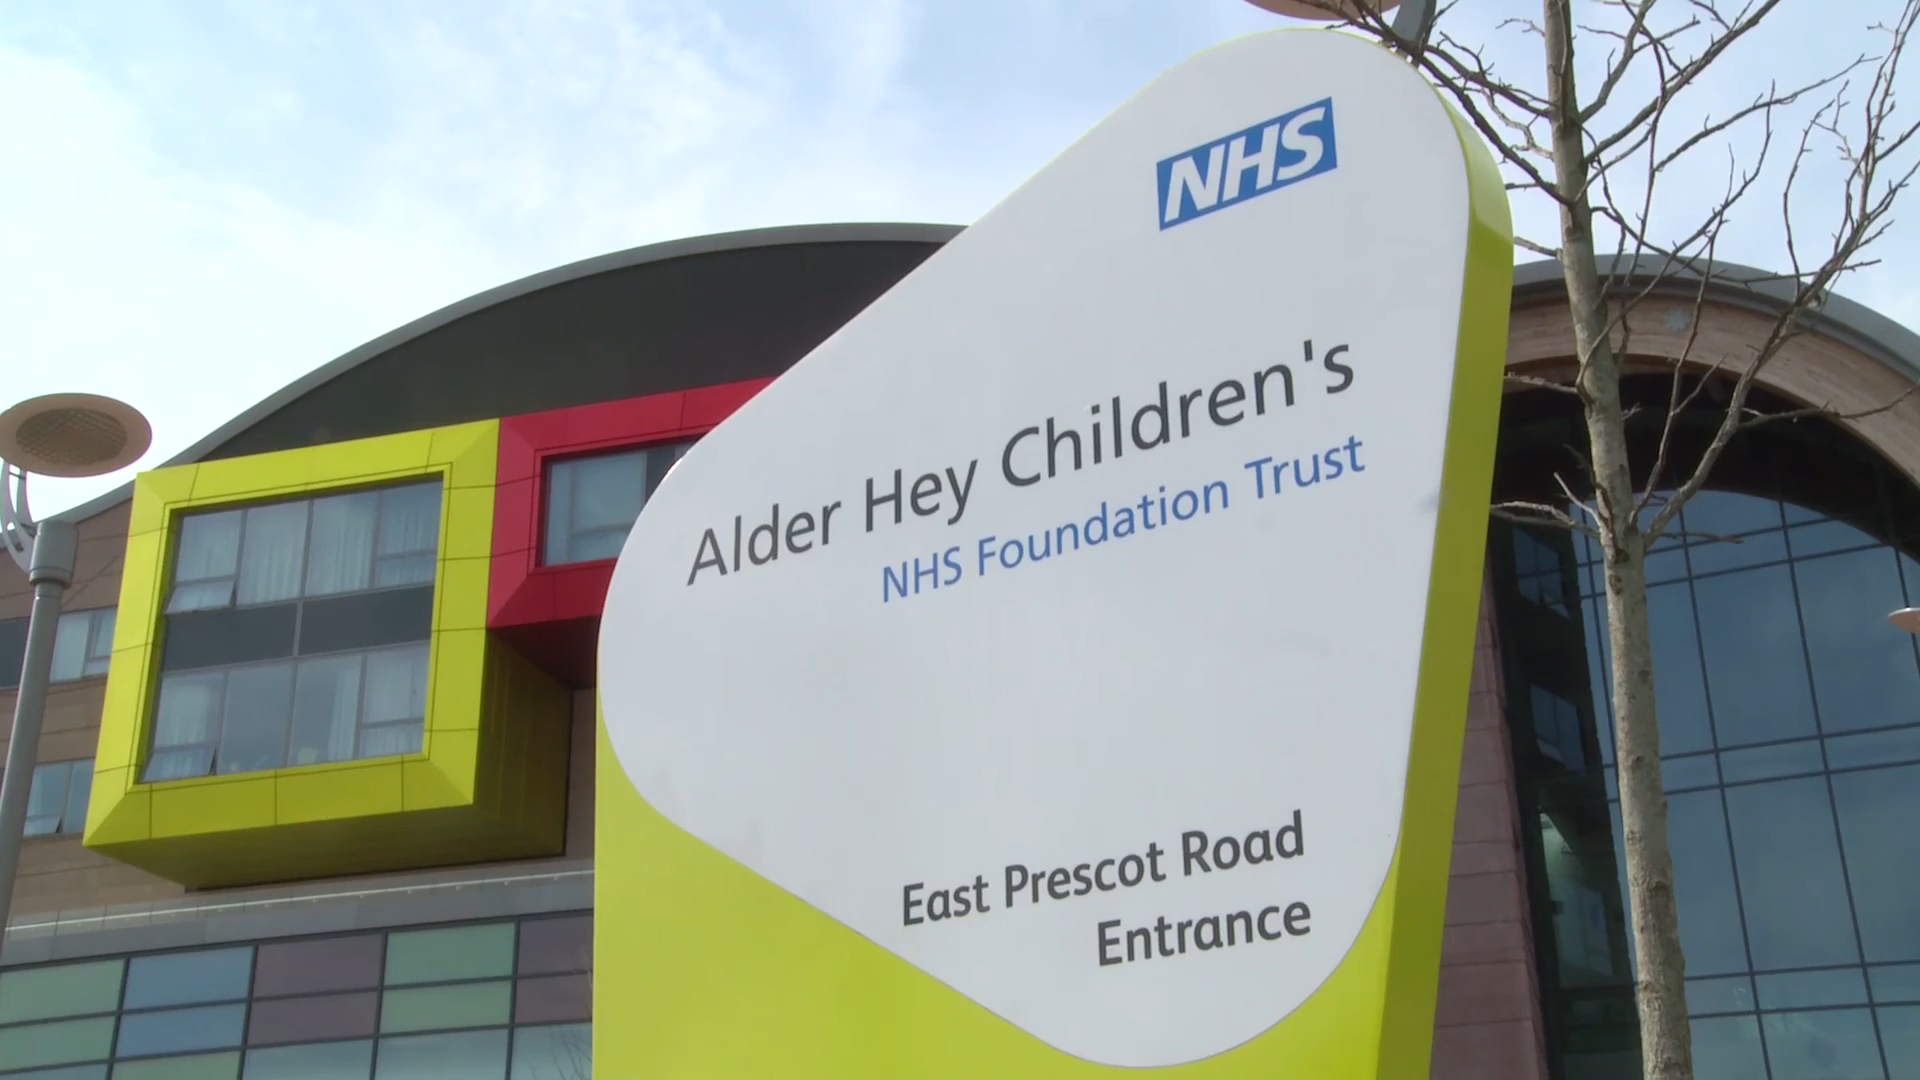 NHS
Alder Hey Children's
NHS Foundation Trust
East Prescot Road
Entrance